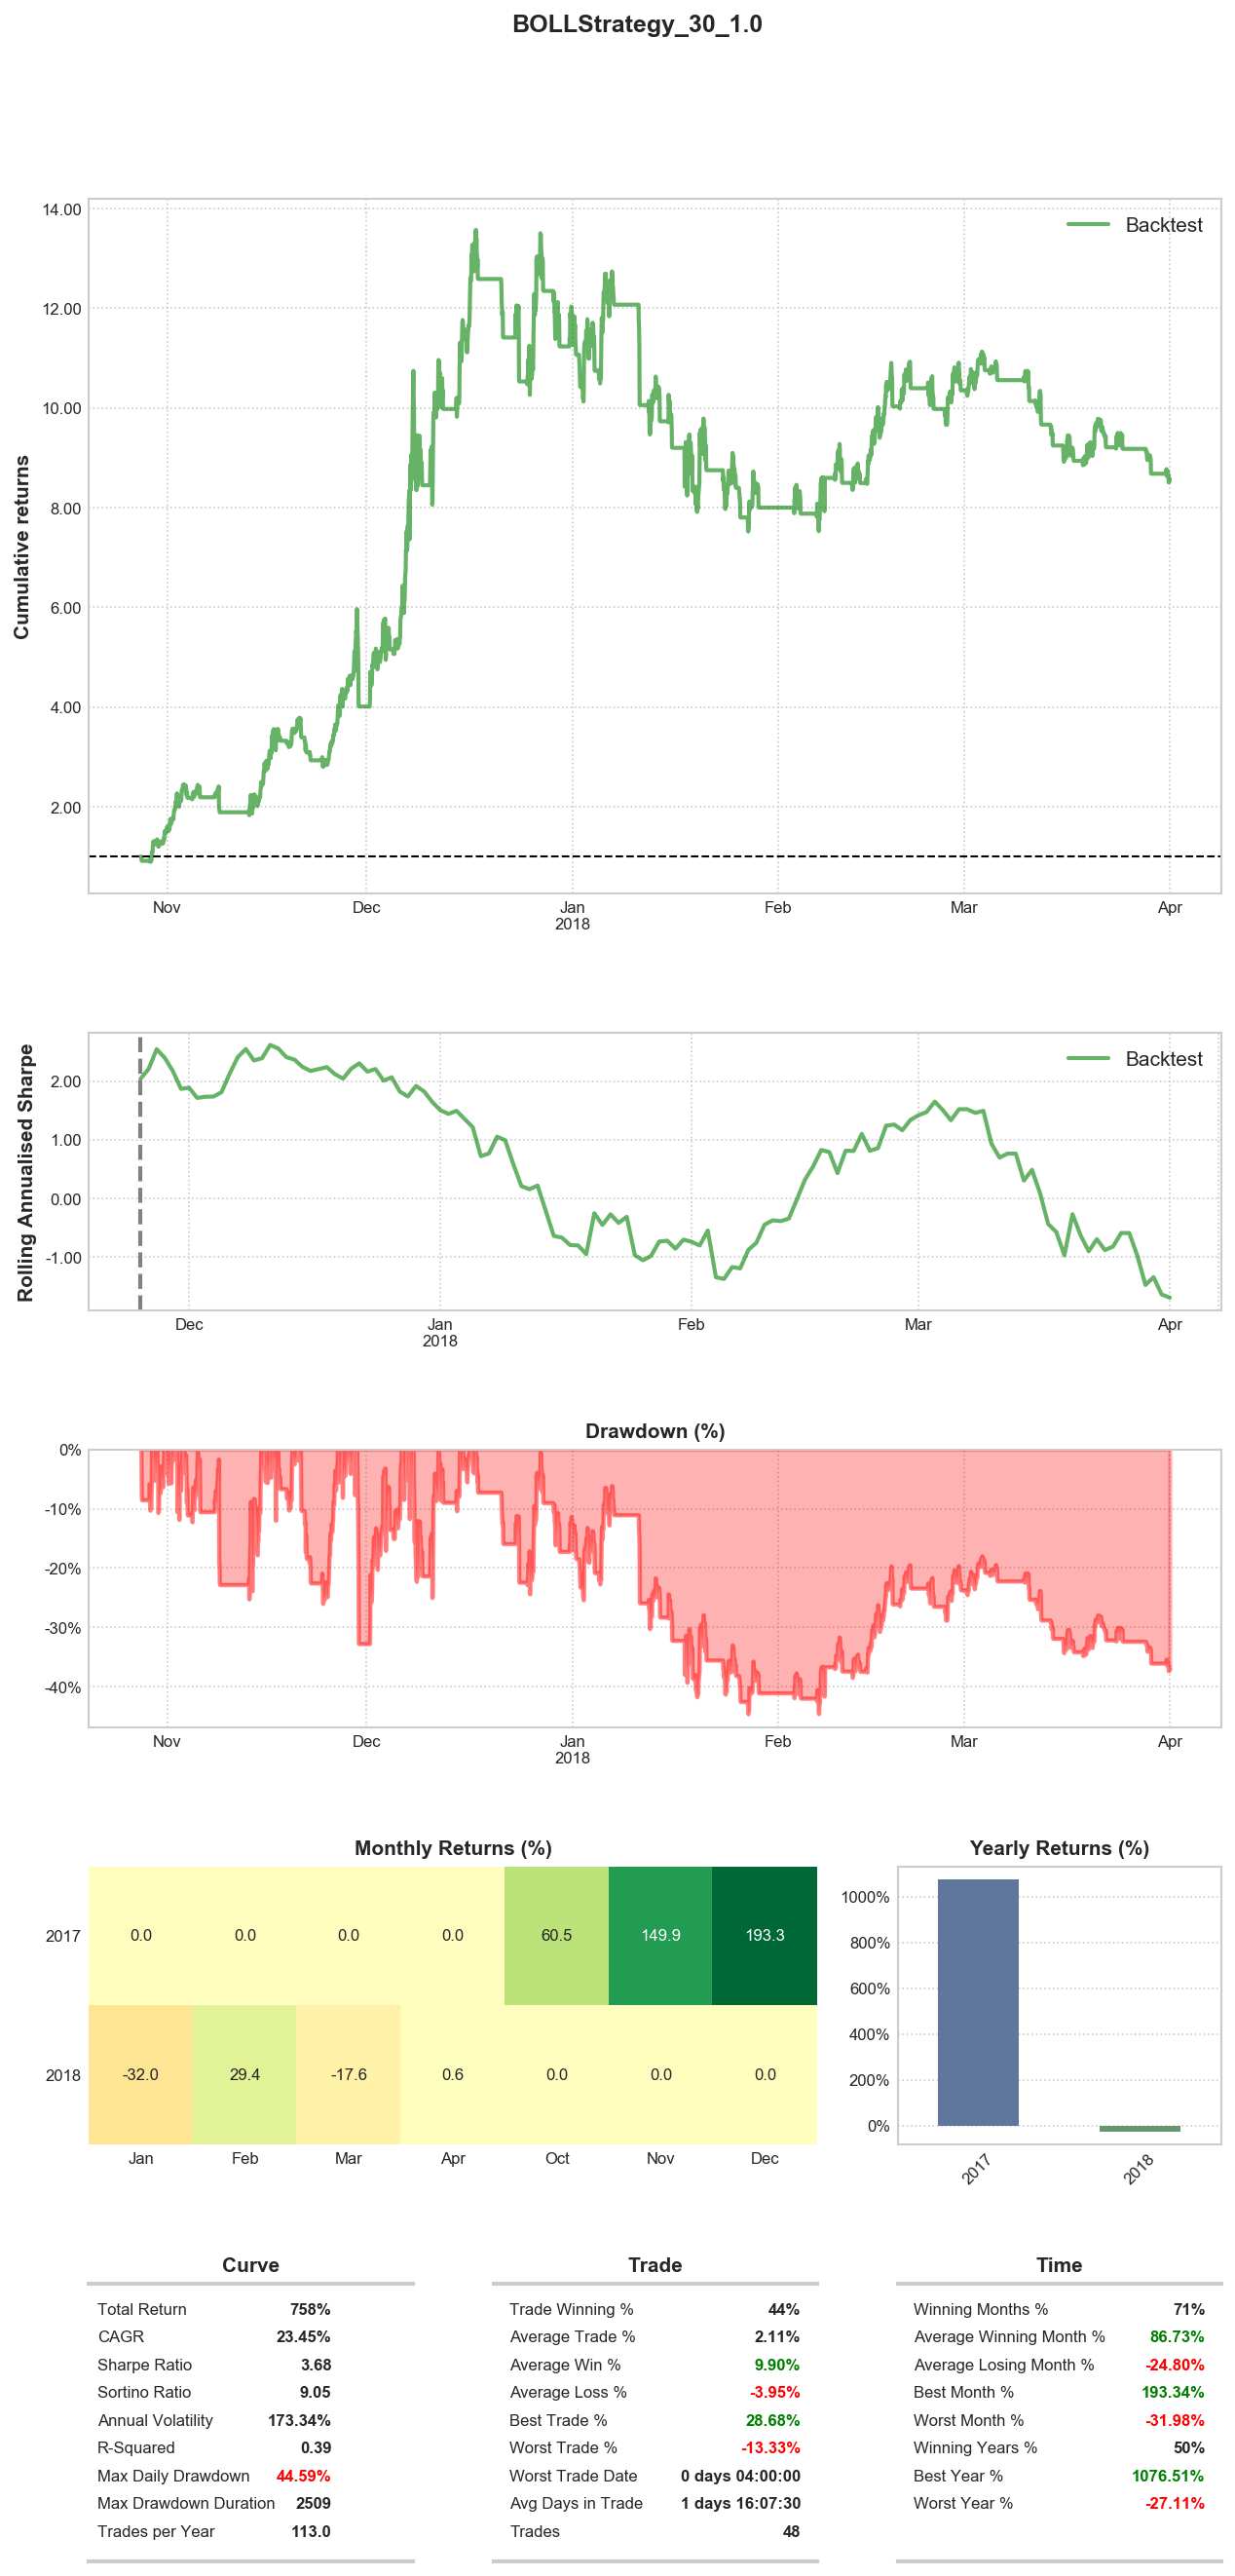 BOLLStrategy_30_1.0
14.00
12.00
10.00
8.00
6.00
4.00
2.00
Cumulative returns
Backtest
Nov Dec Jan Feb Mar Apr
2018
Rolling Annualised Sharpe
2.00
1.00
0.00
-1.00
Backtest
Dec Jan Feb Mar Apr
2018
Drawdown (%)
0%
-10%
-20%
-30%
-40%
Nov Dec Jan Feb Mar Apr
2018
Monthly Returns (%)
2017 0.0 0.0 0.0 0.0 60.5 149.9 193.3
2018 -32.0 29.4 -17.6 0.6 0.0 0.0 0.0
Jan Feb Mar Apr Oct Nov Dec
Yearly Returns (%)
1000%
800%
600%
400%
200%
0%
2017 2018
Curve
Total Return 758%
CAGR 23.45%
Sharpe Ratio 3.68
Sortino Ratio 9.05
Annual Volatility 173.34%
R-Squared 0.39
Max Daily Drawdown 44.59%
Max Drawdown Duration 2509
Trades per Year 113.0
Trade
Trade Winning % 44%
Average Trade % 2.11%
Average Win % 9.90%
Average Loss % -3.95%
Best Trade % 28.68%
Worst Trade % -13.33%
Worst Trade Date 0 days 04:00:00
Avg Days in Trade 1 days 16:07:30
Trades 48
Time
Winning Months % 71%
Average Winning Month % 86.73%
Average Losing Month % -24.80%
Best Month % 193.34%
Worst Month % -31.98%
Winning Years % 50%
Best Year % 1076.51%
Worst Year % -27.11%